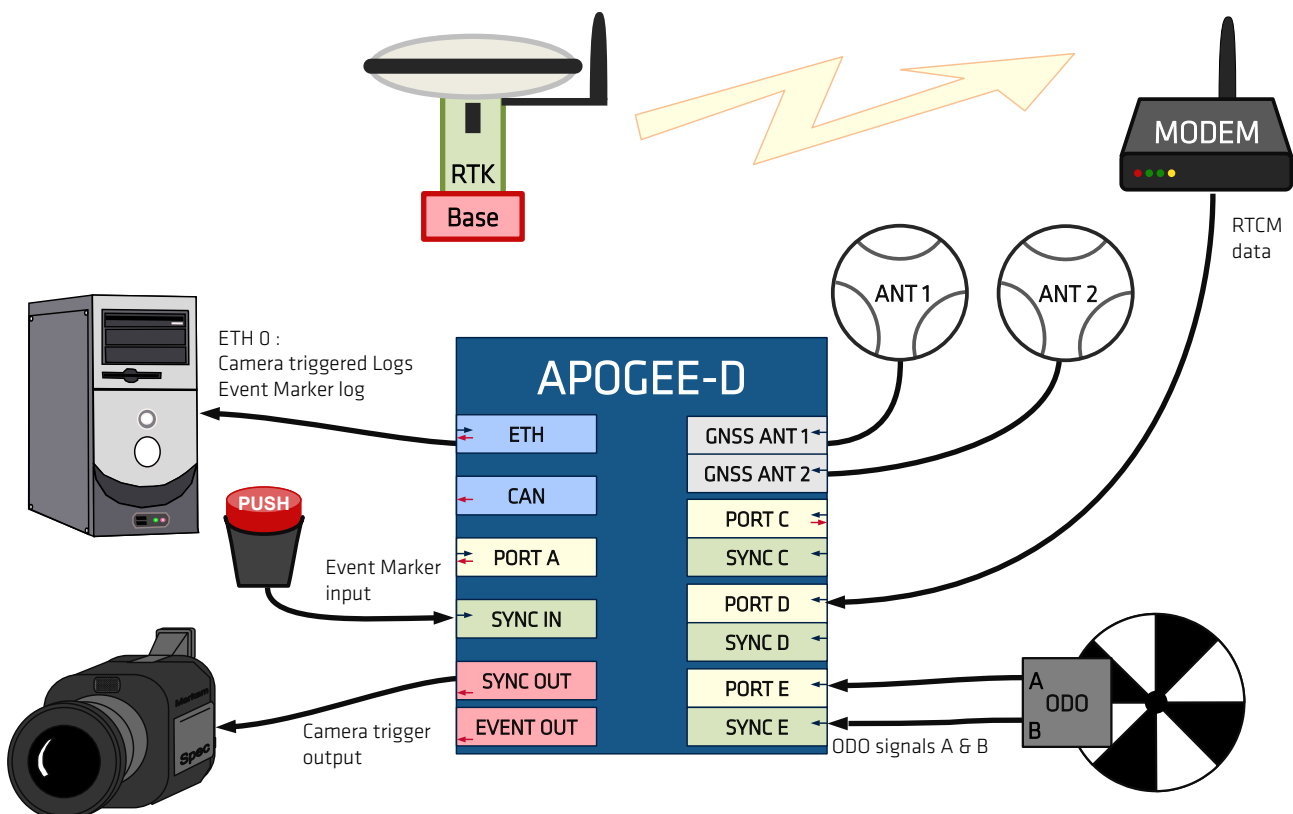 RTK
Base
MODEM
RTCM
data
ANT 1
ANT 2
ETH 0 :
Camera triggered Logs
Event Marker log
APOGEE-D
ETH
CAN
PORT A
SYNC IN
SYNC OUT
EVENT OUT
GNSS ANT 1
GNSS ANT 2
PORT C
SYNC C
PORT D
SYNC D
PORT E
SYNC E
PUSH
Event Marker
input
Camera trigger
output
Spec
A
ODO
B
ODO signals A & B